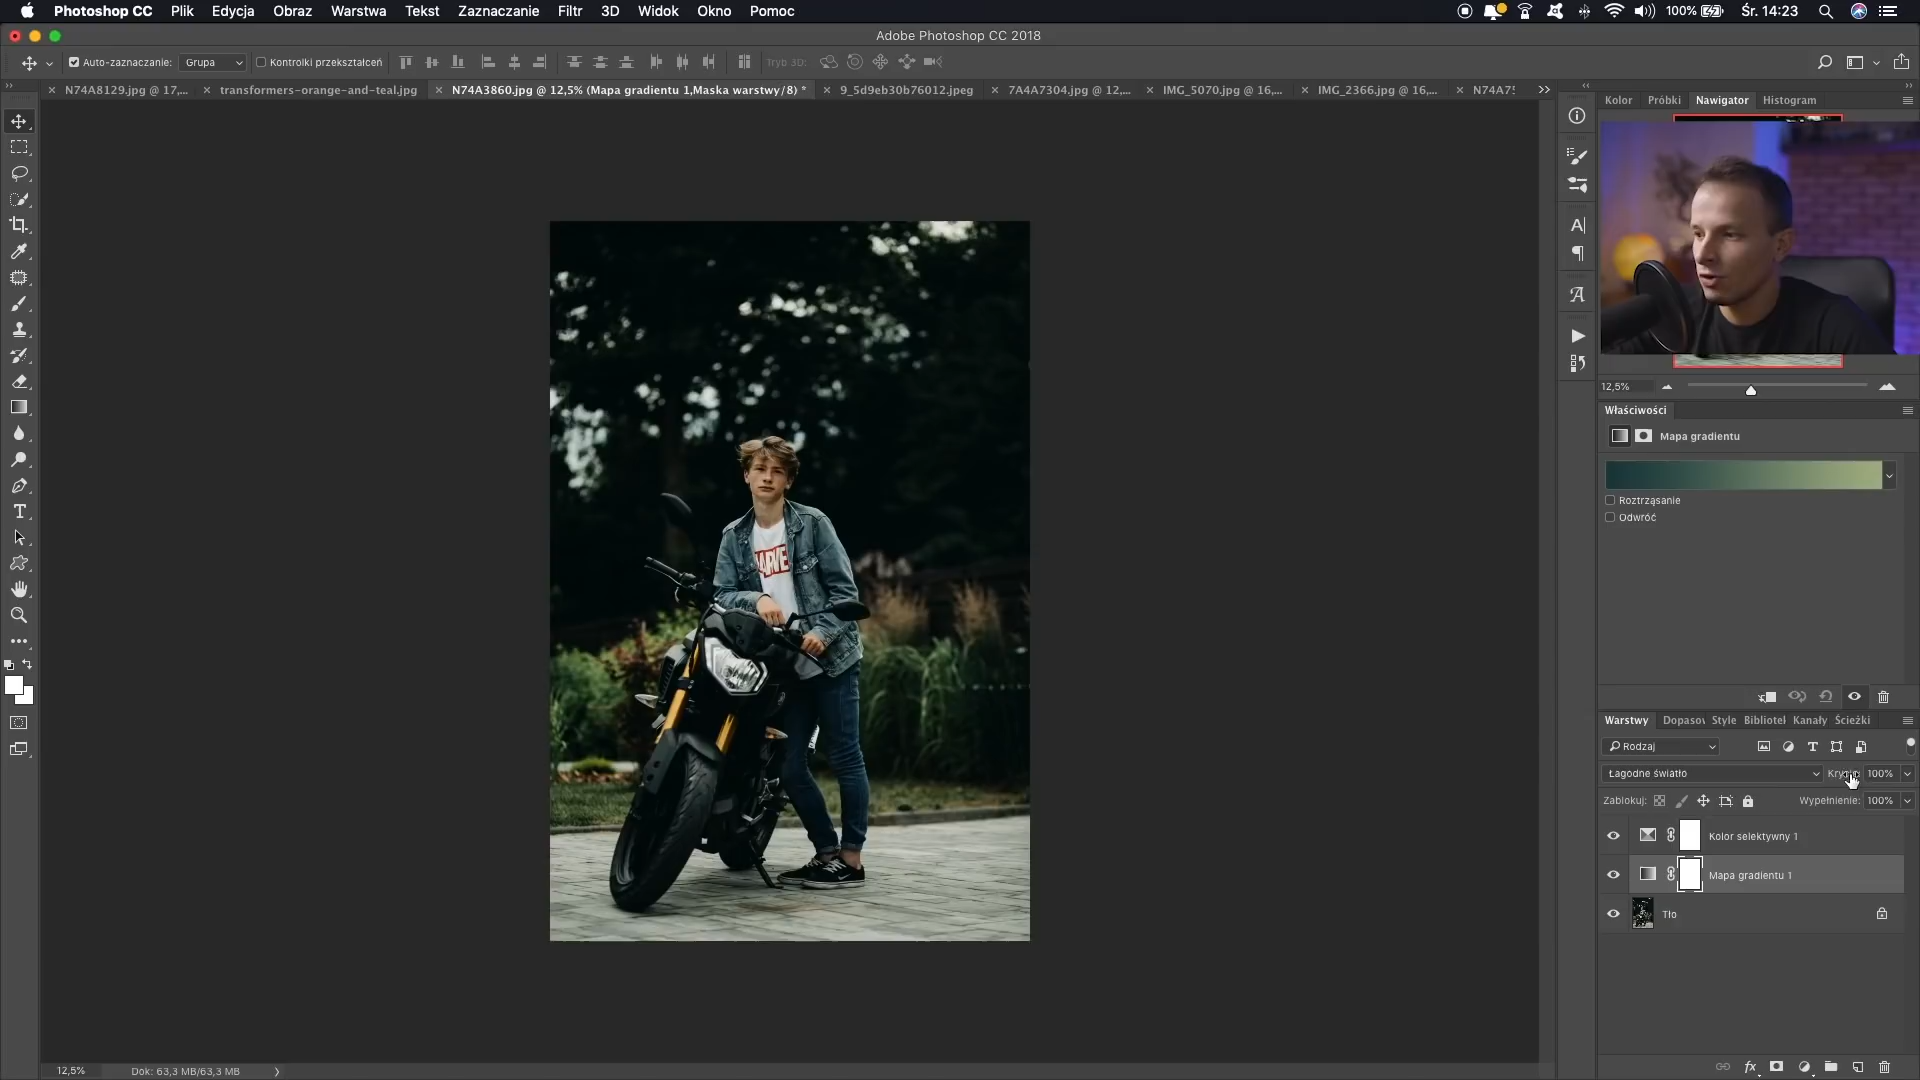 Photoshop CC Plik Edycja Obraz Warstwa Tekst Zaznaczanie Filtr 3D Widok Okno Pomoc 100% Śr. 14:23
Adobe Photoshop CC 2018
Auto-zaznaczanie: Grupa Kontrolki przekształceń Tryb 3D:
N74A8129.jpg @ 17,... transformers-orange-and-teal.jpg N74A3860.jpg @ 12,5% (Mapa gradientu 1,Maska warstwy/8) * 9_5d9eb30b76012.jpeg 7A4A7304.jpg @ 12,... IMG_5070.jpg @ 16,... IMG_2366.jpg @ 16,... N74A75
Kolor Próbki Nawigator Histogram
12,5%
Właściwości
Mapa gradientu
Roztrząsanie
Odwróć
Warstwy Dopasov Style Bibliotel Kanały Ścieżki
Rodzaj
Łagodne światło 100%
Zablokuj: Wypełnienie: 100%
Kolor selektywny 1
Mapa gradientu 1
Tło
12,5% Dok: 63,3 MB/63,3 MB